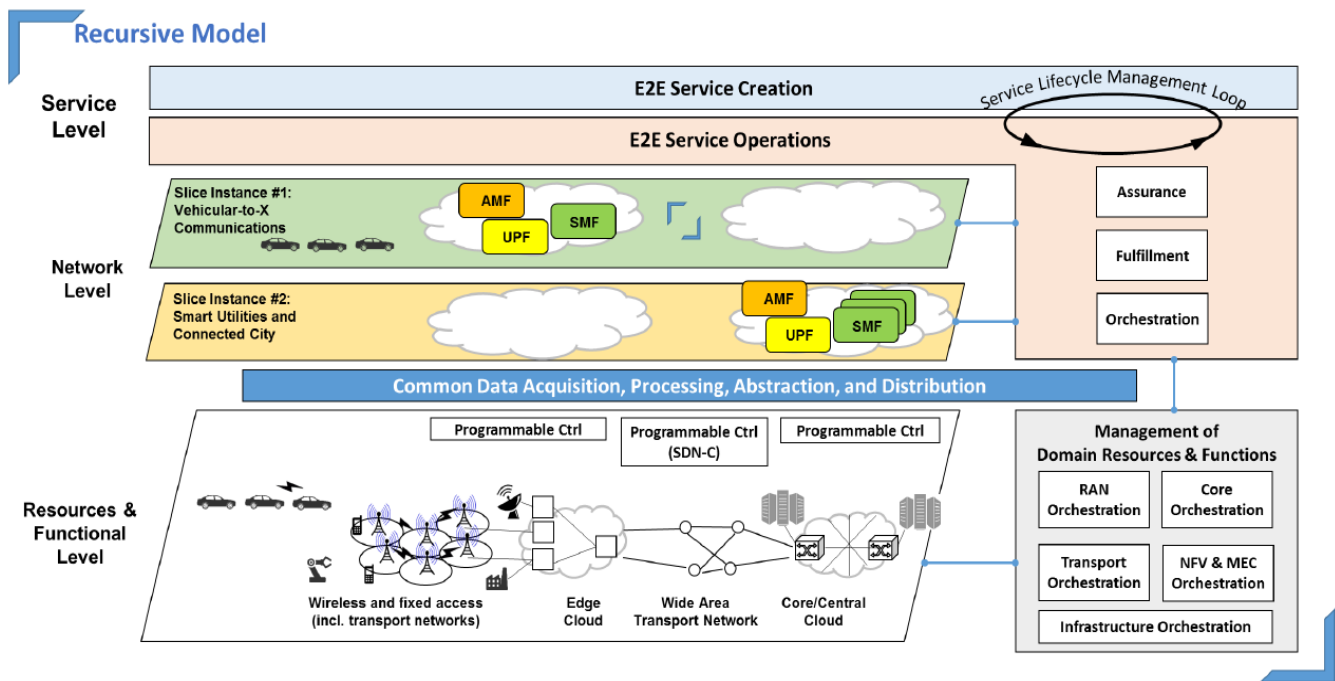 Recursive Model
Service
Level
E2E Service Creation
Service Lifecycle Management Loop
E2E Service Operations
Network
Level
Slice Instance #1:
Vehicular-to-X
Communications
AMF
SMF
UPF
Slice Instance #2:
Smart Utilities and
Connected City
AMF
SMF
UPF
Assurance
Fulfillment
Orchestration
Common Data Acquisition, Processing, Abstraction, and Distribution
Resources &
Functional
Level
Programmable Ctrl
Programmable Ctrl
(SDN-C)
Programmable Ctrl
Wireless and fixed access
(incl. transport networks)
Edge
Cloud
Wide Area
Transport Network
Core/Central
Cloud
Management of
Domain Resources & Functions
RAN
Orchestration
Core
Orchestration
Transport
Orchestration
NFV & MEC
Orchestration
Infrastructure Orchestration